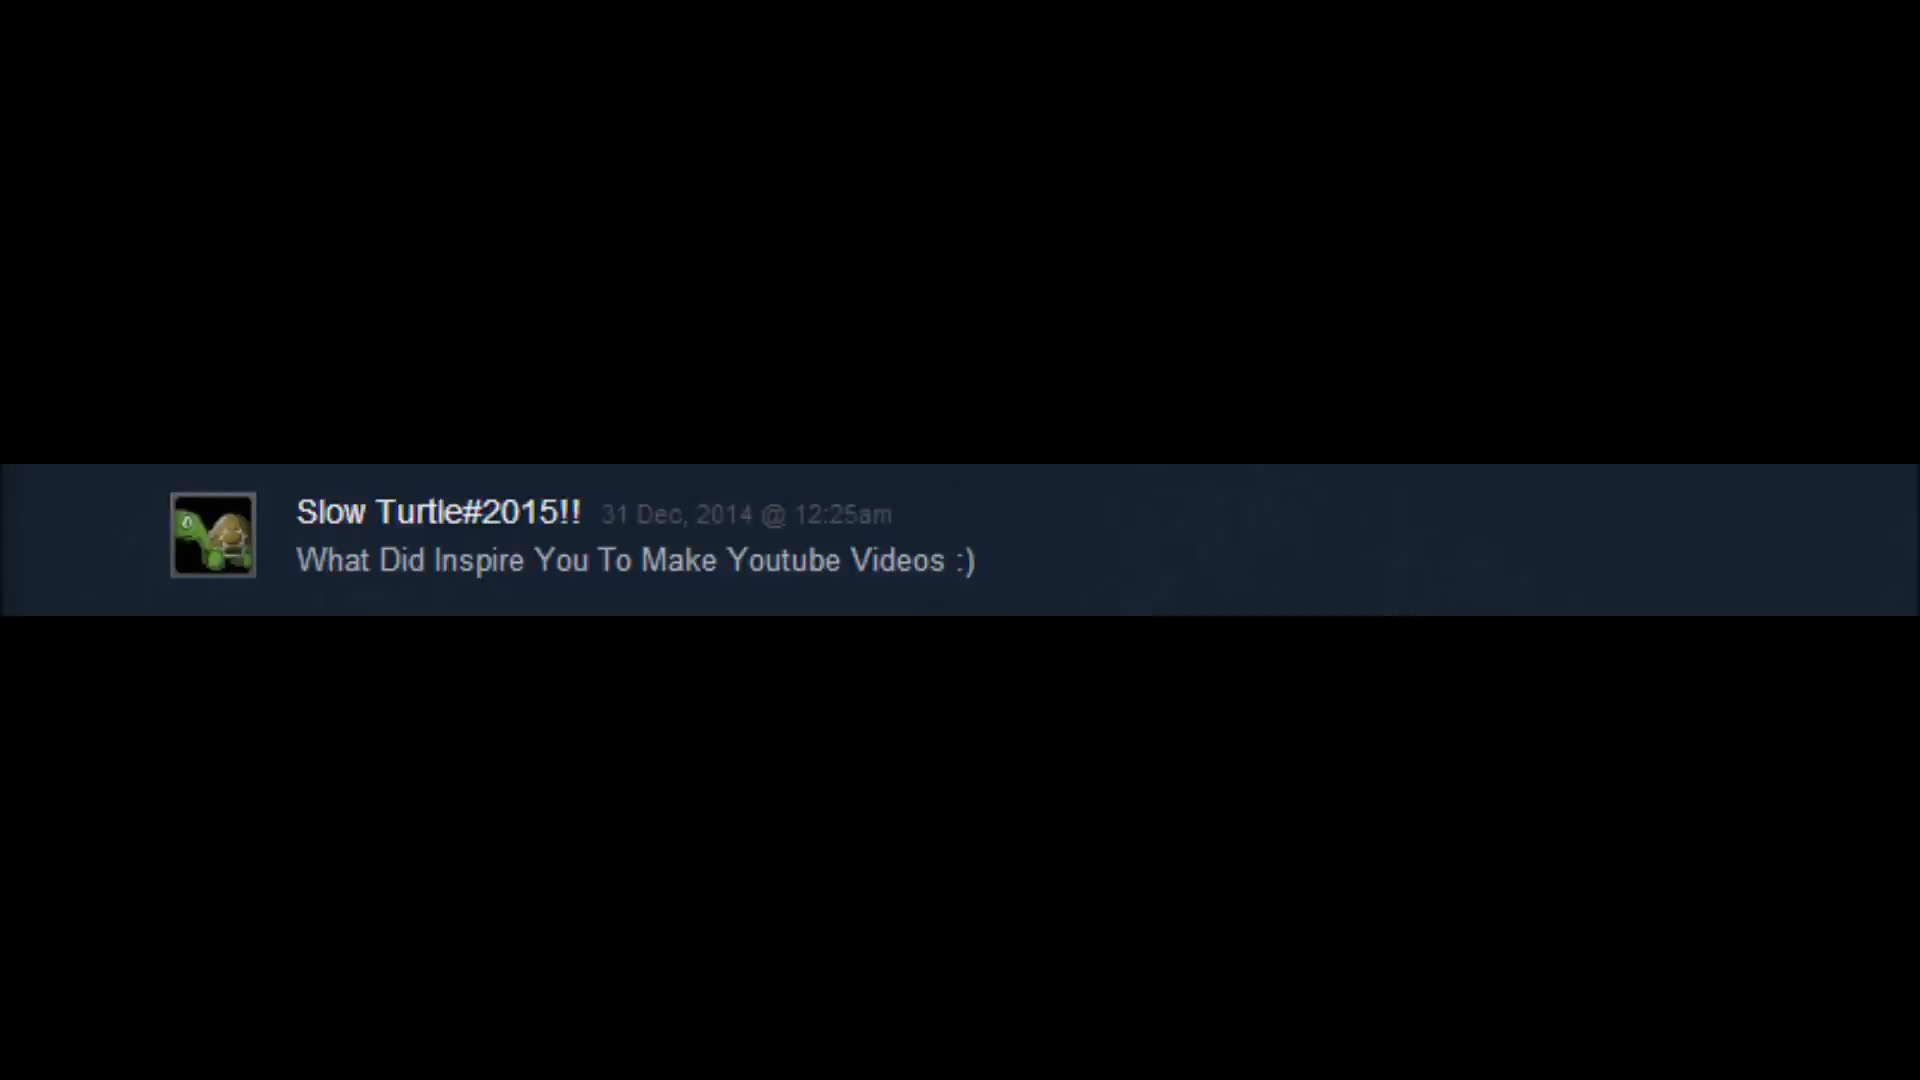 Slow Turtle#2015!! 31 Dec, 2014 @ 12:25am
What Did Inspire You To Make Youtube Videos :)